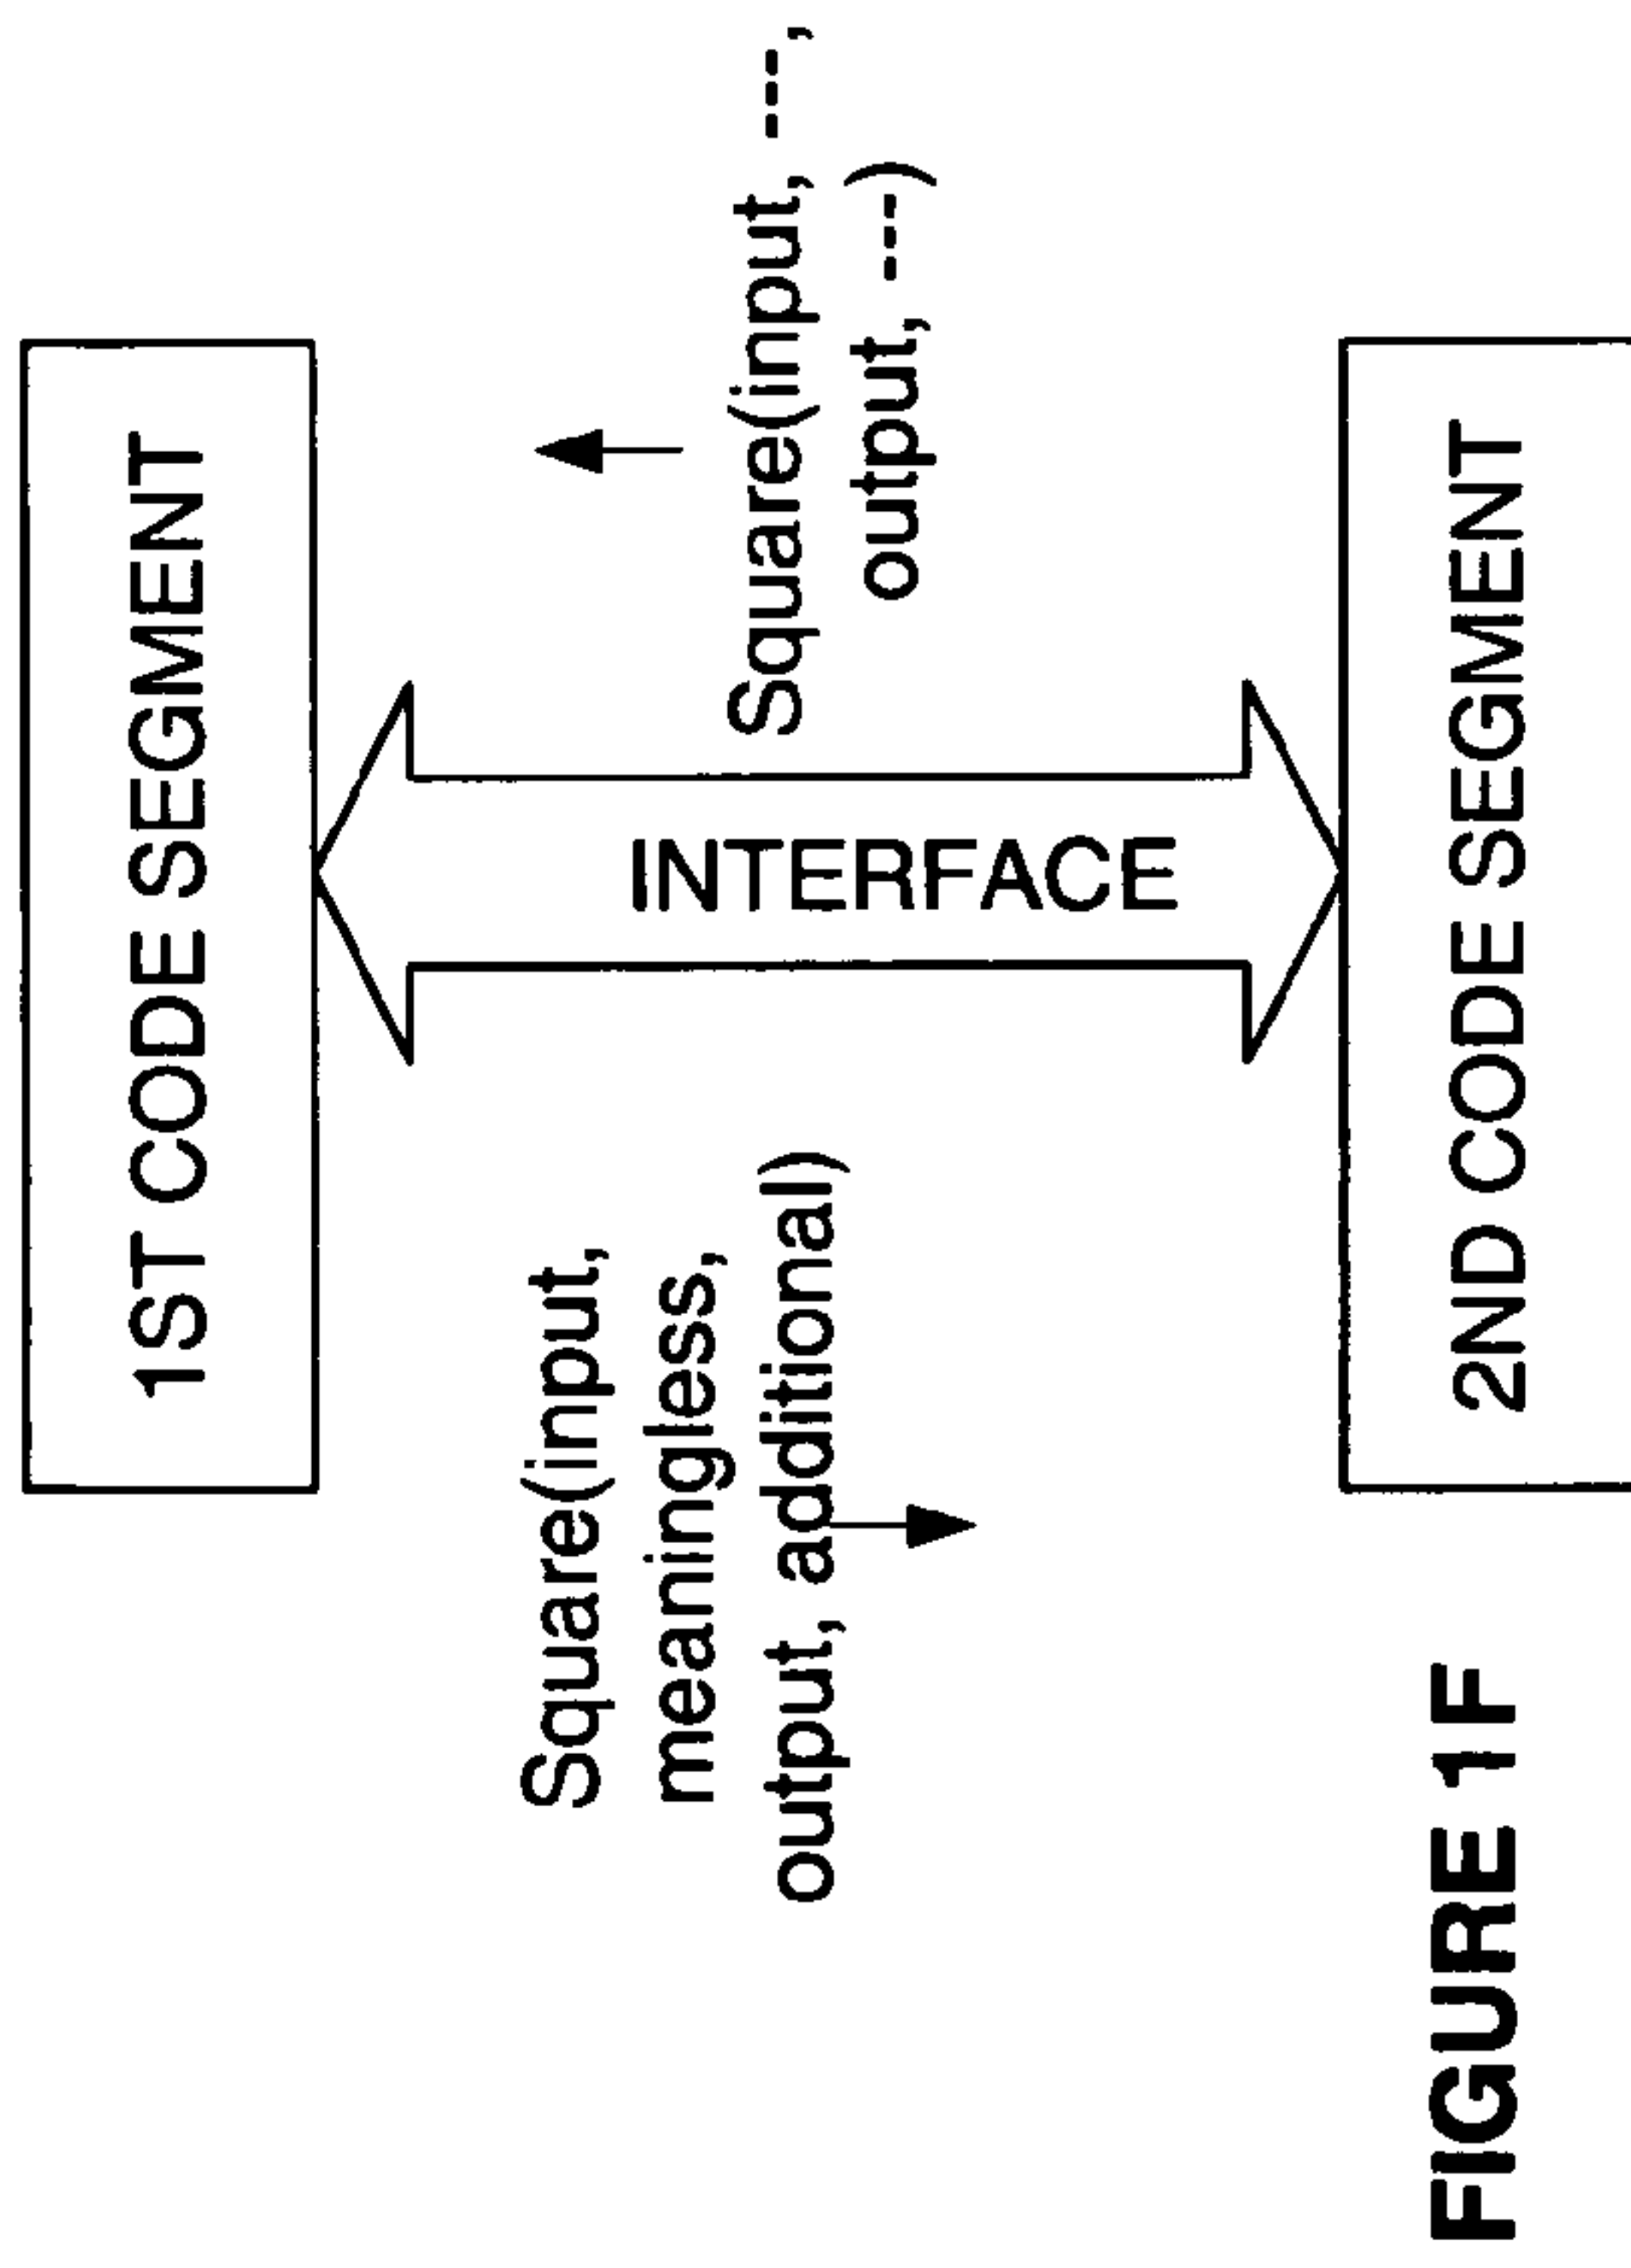 1ST CODE SEGMENT
Square(input,
meaningless,
output, additional)
INTERFACE
Square(input, ---,
output, ---)
2ND CODE SEGMENT
FIGURE 1F